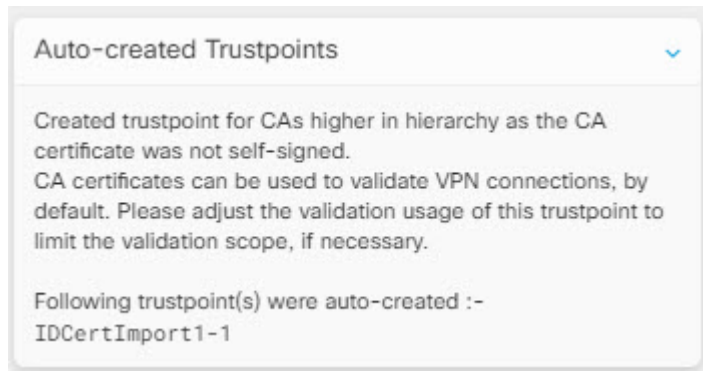 Auto-created Trustpoints
Created trustpoint for CAs higher in hierarchy as the CA
certificate was not self-signed.
CA certificates can be used to validate VPN connections, by
default. Please adjust the validation usage of this trustpoint to
limit the validation scope, if necessary.
Following trustpoint(s) were auto-created :-
IDCertImport1-1